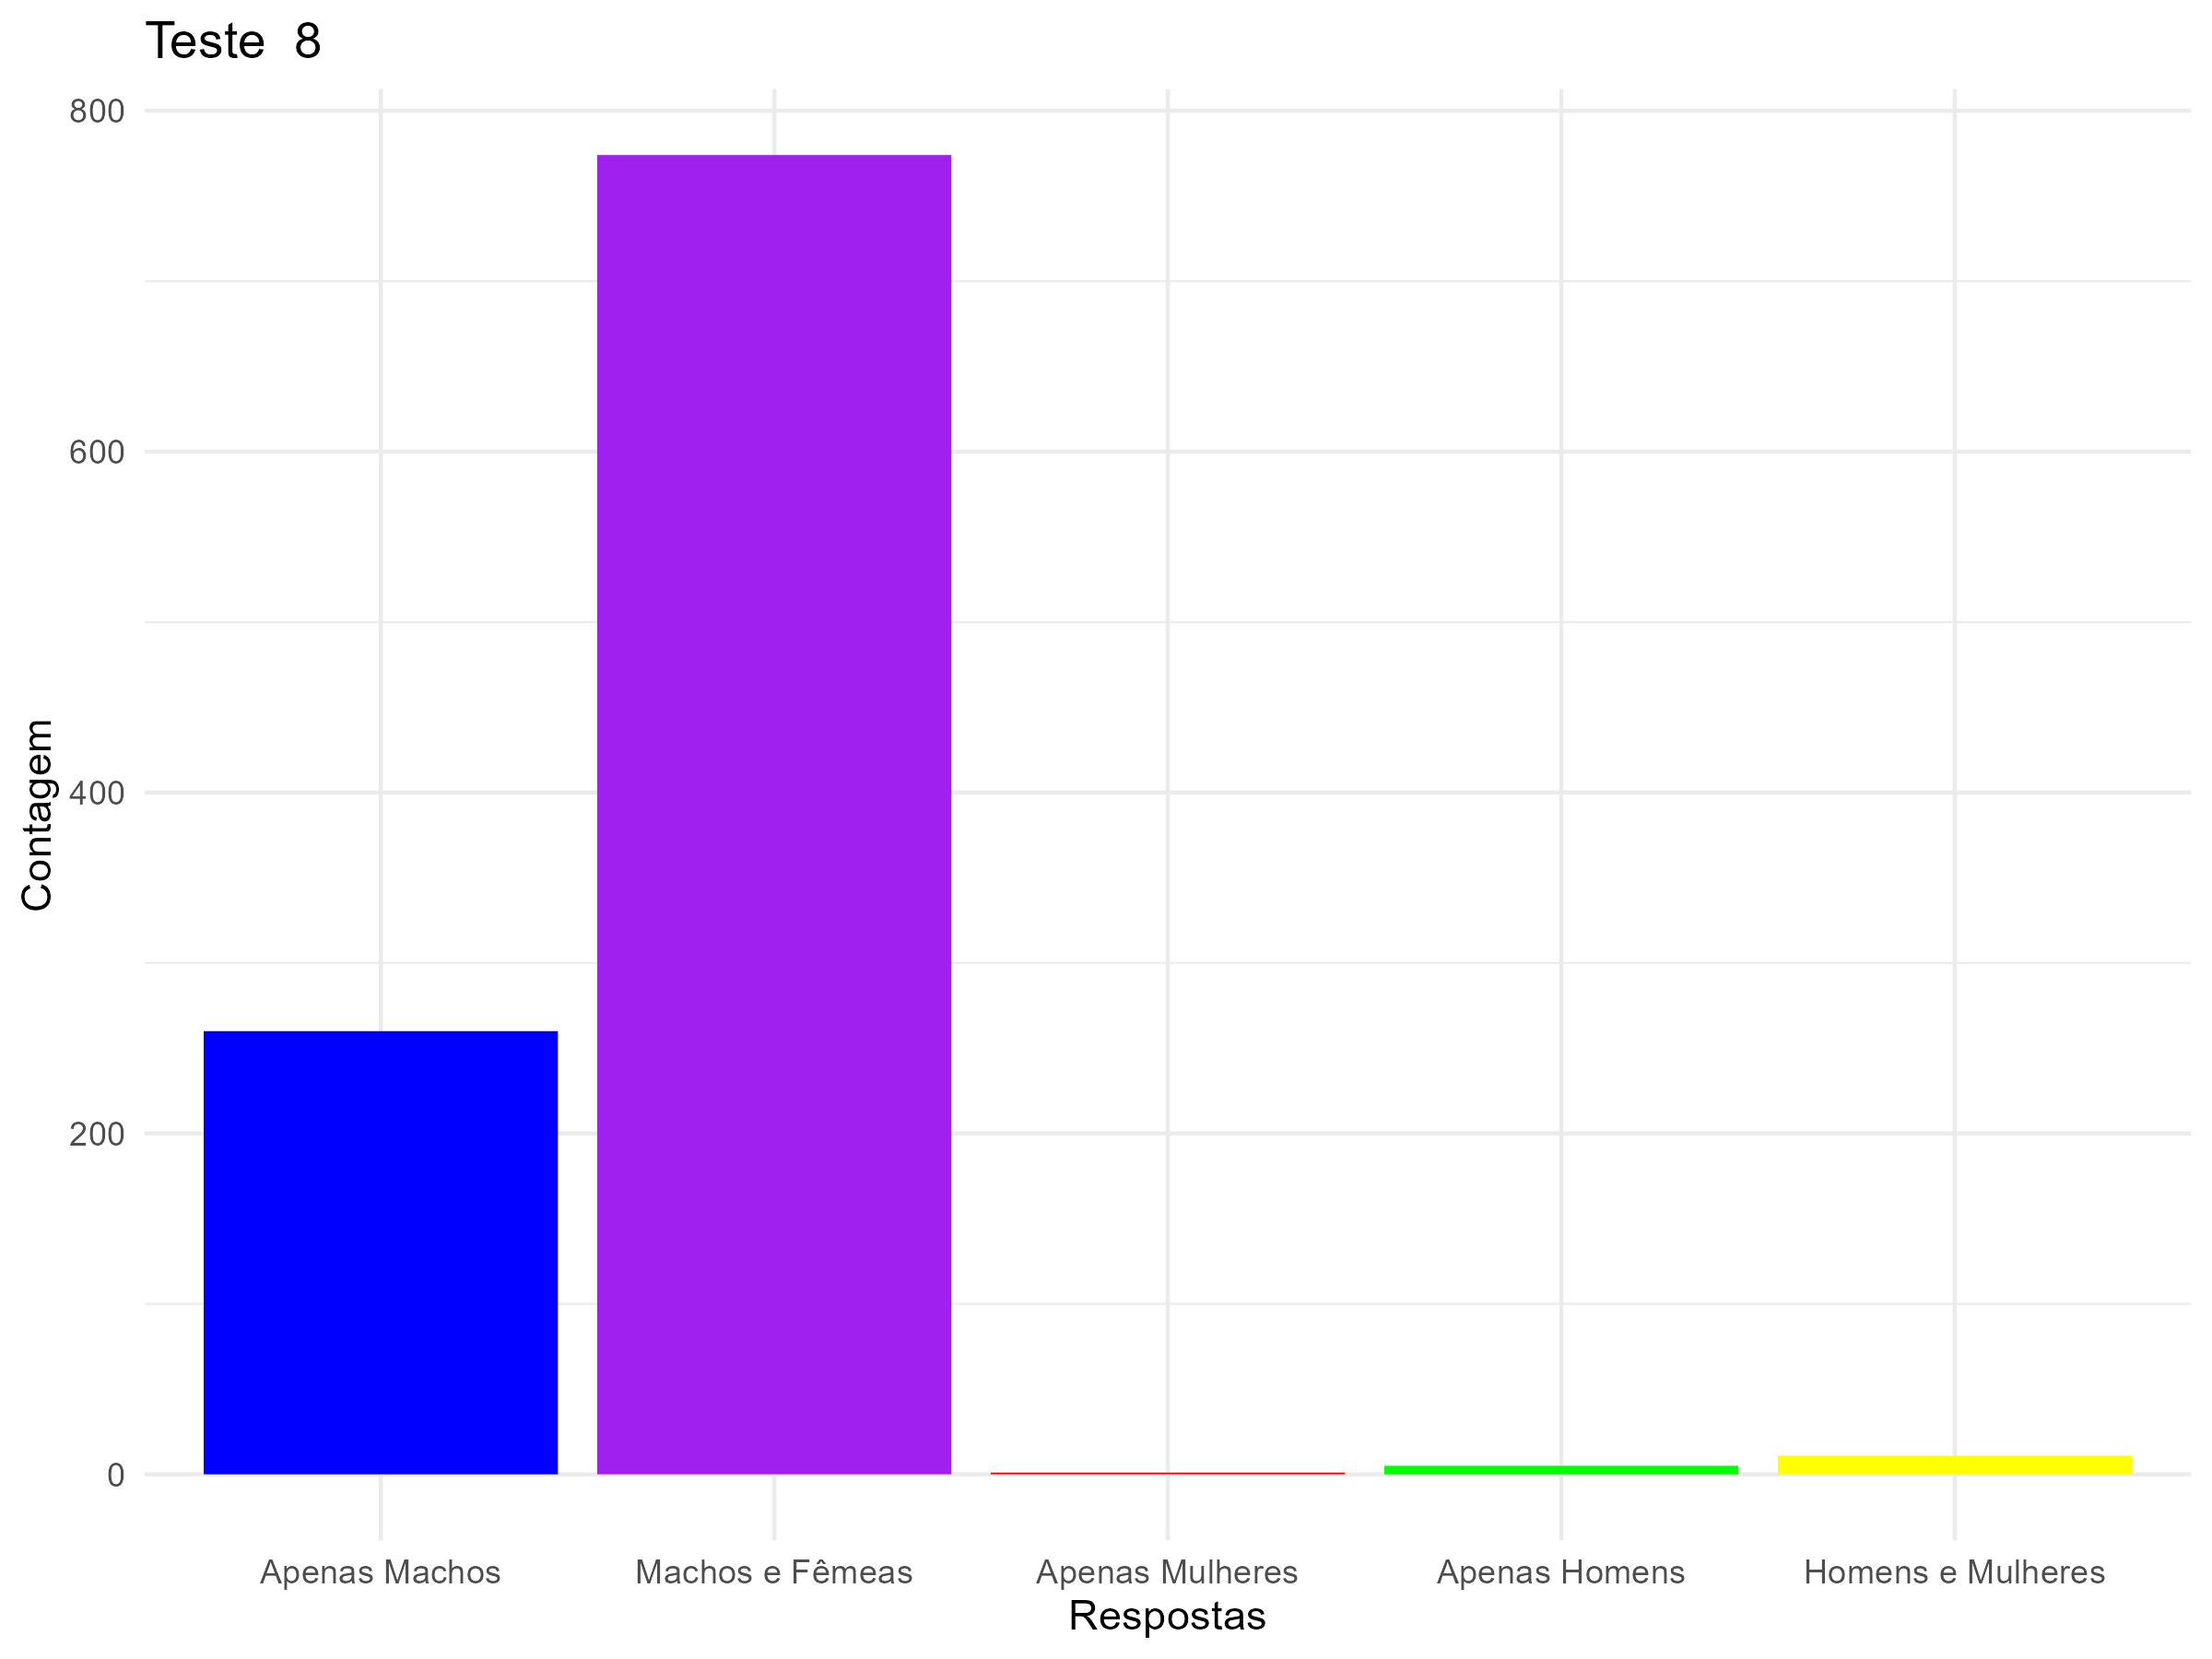 Teste  8
Contagem
800
600
400
200
0
Apenas Machos
Machos e Fêmeas
Apenas Mulheres
Apenas Homens
Homens e Mulheres
Respostas